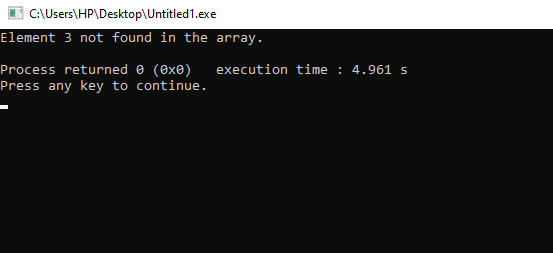 C:\Users\HP\Desktop\Untitled1.exe
Element 3 not found in the array.
Process returned 0 (0x0)   execution time : 4.961 s
Press any key to continue.